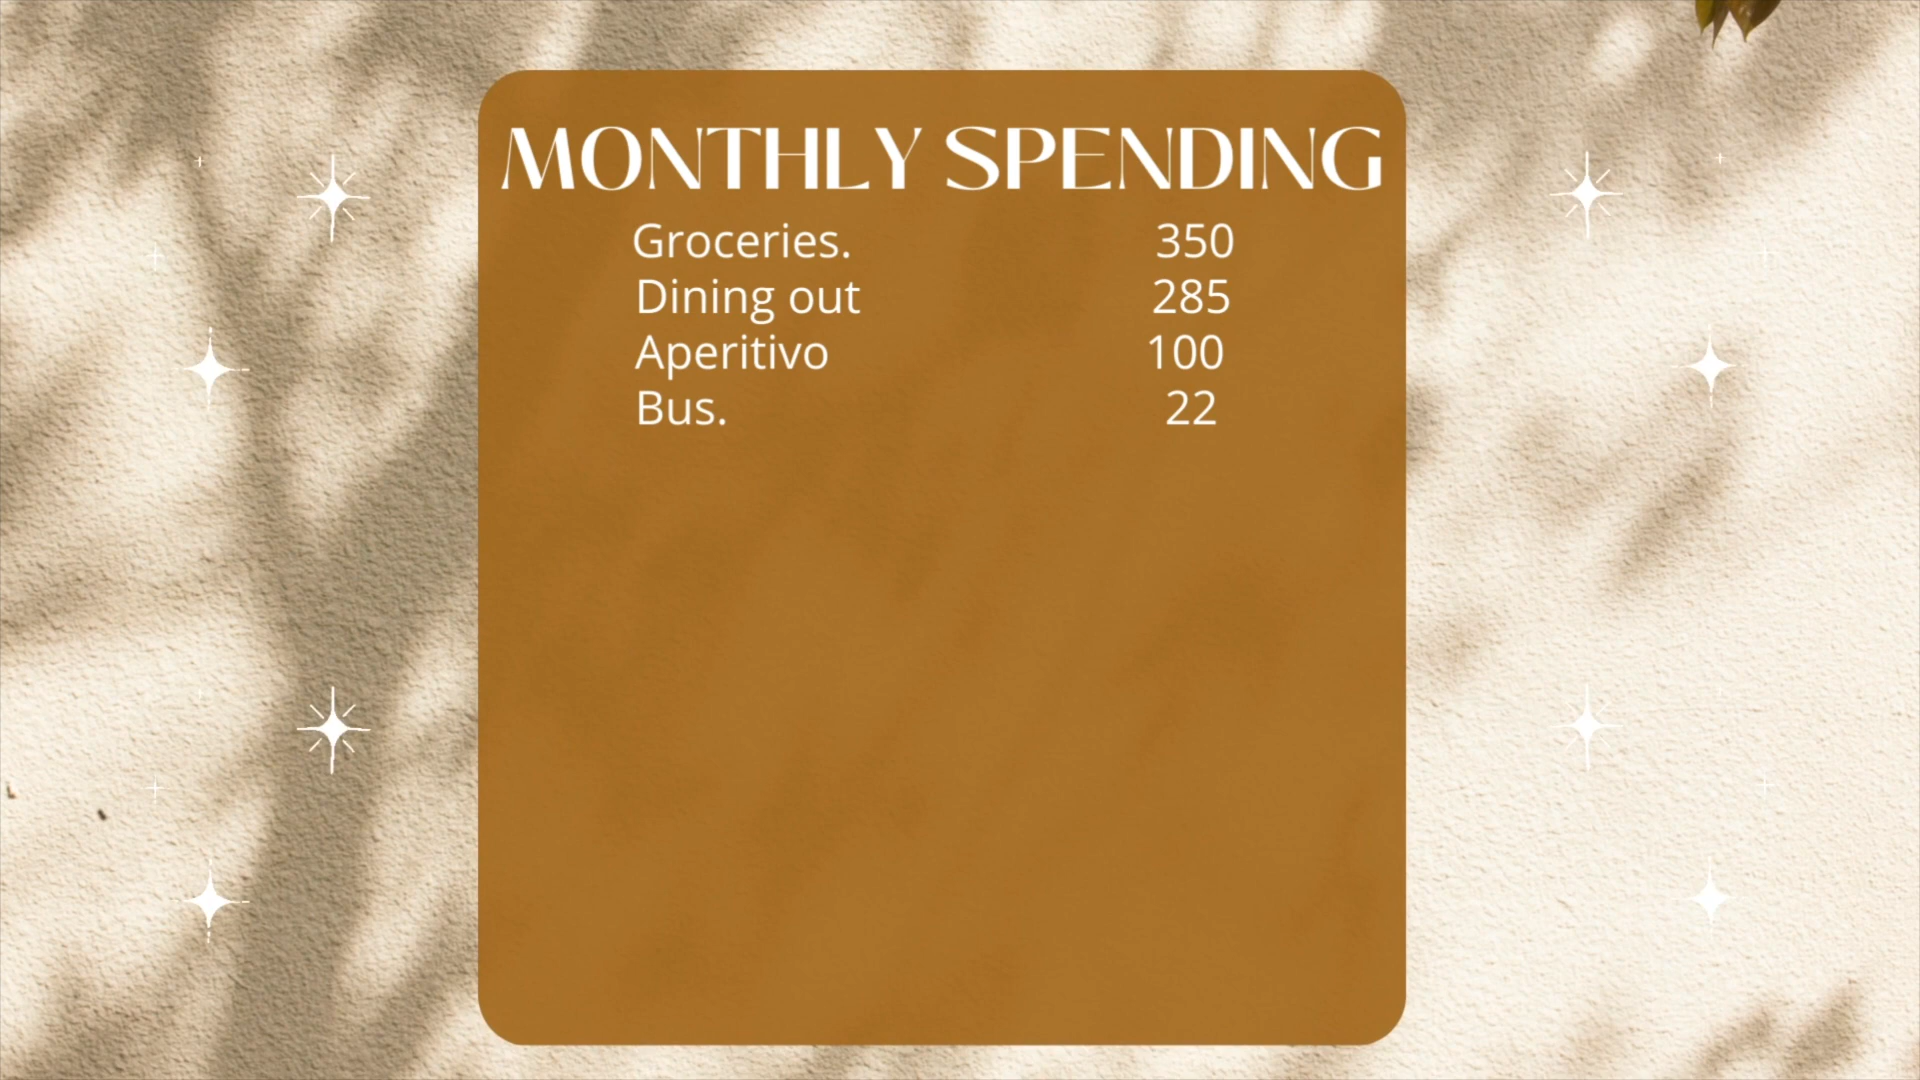 MONTHLY SPENDING
Groceries. 350
Dining out 285
Aperitivo 100
Bus. 22